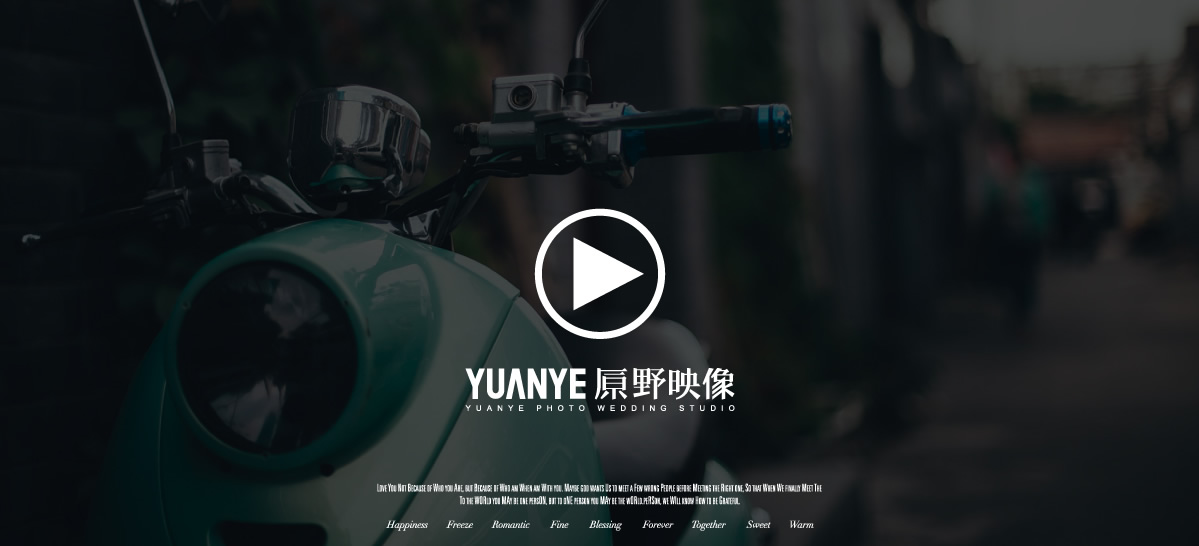 YUANYE 原野映像
YUANYE PHOTO WEDDING STUDIO
Love You Not Because of Who you Are, but Because of Who am When am With you. Maybe god wants Us to meet a Few wrong People before Meeting the Right one, So that When We finally Meet The
To the WORld you MAy be one persON, but to oNE person you MAy be the wORld.peRSon, we Will know How to be Grateful.
Happiness Freeze Romantic Fine Blessing Forever Together Sweet Warm